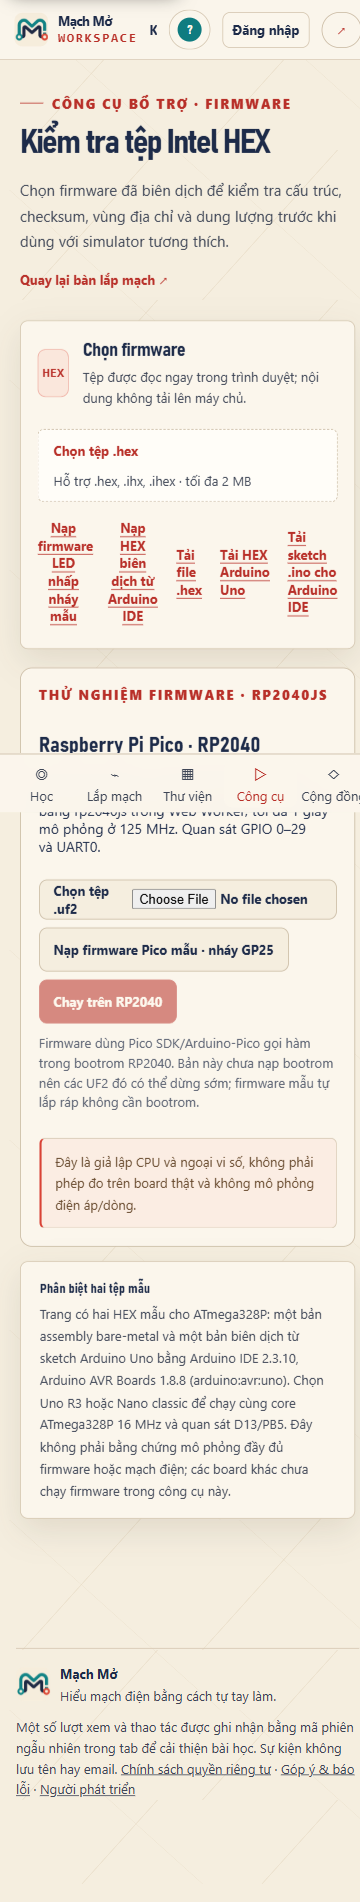 Mạch Mở
WORKSPACE
K
?
Đăng nhập
↗
CÔNG CỤ BỔ TRỢ · FIRMWARE
Kiểm tra tệp Intel HEX
Chọn firmware đã biên dịch để kiểm tra cấu trúc,
checksum, vùng địa chỉ và dung lượng trước khi
dùng với simulator tương thích.
Quay lại bàn lắp mạch ↗
HEX
Chọn firmware
Tệp được đọc ngay trong trình duyệt; nội
dung không tải lên máy chủ.
Chọn tệp .hex
Hỗ trợ .hex, .ihx, .ihex · tối đa 2 MB
Nạp
firmware
LED
nhấp
nháy
mẫu
Nạp
HEX
biên
dịch từ
Arduino
IDE
Tải
file
.hex
Tải HEX
Arduino
Uno
Tải
sketch
.ino cho
Arduino
IDE
THỬ NGHIỆM FIRMWARE · RP2040JS
Raspberry Pi Pico · RP2040
Học
Lắp mạch
Thư viện
Công cụ
Cộng đồng
bằng rp2040js trong Web Worker, tối đa 1 giây
mô phỏng ở 125 MHz. Quan sát GPIO 0–29
và UART0.
Chọn tệp
.uf2
Choose File No file chosen
Nạp firmware Pico mẫu · nháy GP25
Chạy trên RP2040
Firmware dùng Pico SDK/Arduino-Pico gọi hàm
trong bootrom RP2040. Bản này chưa nạp bootrom
nên các UF2 đó có thể dừng sớm; firmware mẫu tự
lắp ráp không cần bootrom.
Đây là giả lập CPU và ngoại vi số, không phải
phép đo trên board thật và không mô phỏng
điện áp/dòng.
Phân biệt hai tệp mẫu
Trang có hai HEX mẫu cho ATmega328P: một bản
assembly bare-metal và một bản biên dịch từ
sketch Arduino Uno bằng Arduino IDE 2.3.10,
Arduino AVR Boards 1.8.8 (arduino:avr:uno). Chọn
Uno R3 hoặc Nano classic để chạy cùng core
ATmega328P 16 MHz và quan sát D13/PB5. Đây
không phải bằng chứng mô phỏng đầy đủ
firmware hoặc mạch điện; các board khác chưa
chạy firmware trong công cụ này.
Mạch Mở
Hiểu mạch điện bằng cách tự tay làm.
Một số lượt xem và thao tác được ghi nhận bằng mã phiên
ngẫu nhiên trong tab để cải thiện bài học. Sự kiện không
lưu tên hay email. Chính sách quyền riêng tư · Góp ý & báo
lỗi · Người phát triển